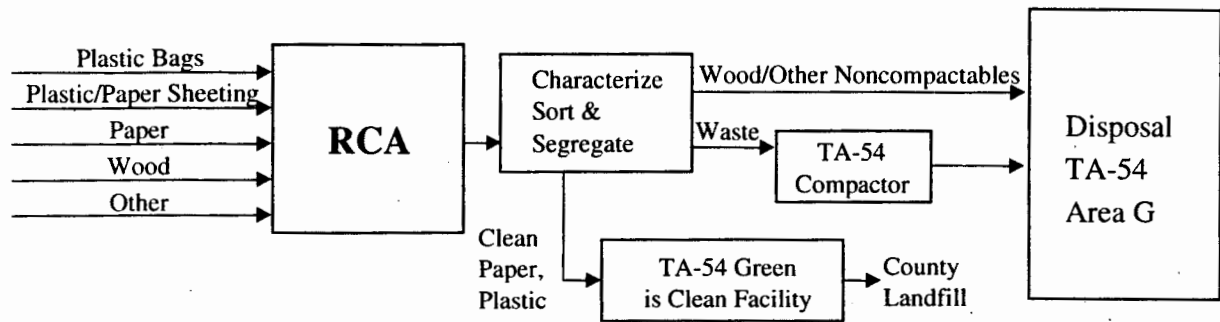 Plastic Bags
Plastic/Paper Sheeting
Paper
Wood
Other
RCA
Characterize
Sort &
Segregate
Wood/Other Noncompactables
Waste
TA-54
Compactor
Disposal
TA-54
Area G
Clean
Paper,
Plastic
TA-54 Green
is Clean Facility
County
Landfill